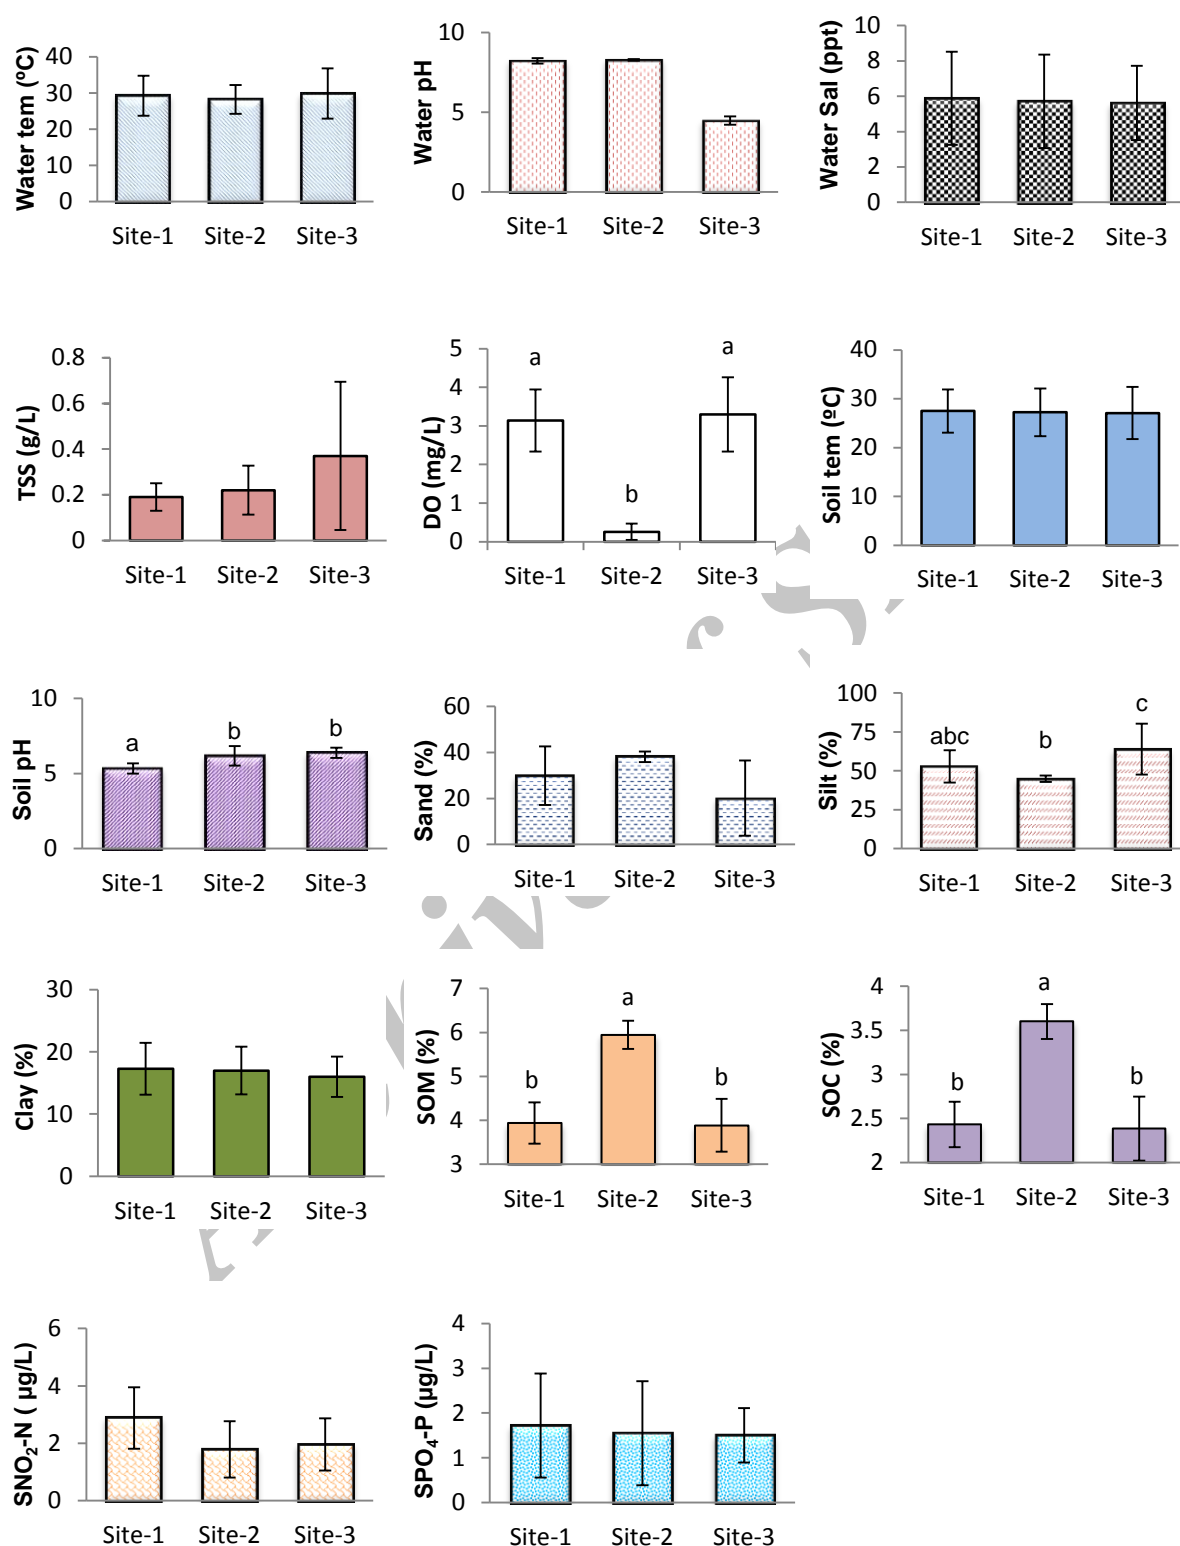 Water tem (ºC)
40
30
20
10
0
Site-1 Site-2 Site-3
Water pH
10
5
0
Site-1 Site-2 Site-3
Water Sal (ppt)
10
8
6
4
2
0
Site-1 Site-2 Site-3
TSS (g/L)
0.8
0.6
0.4
0.2
0
Site-1 Site-2 Site-3
DO (mg/L)
5
4
3
2
1
0
a b a
Site-1 Site-2 Site-3
Soil tem (ºC)
40
30
20
10
0
Site-1 Site-2 Site-3
Soil pH
10
5
0
a b b
Site-1 Site-2 Site-3
Sand (%)
60
40
20
0
Site-1 Site-2 Site-3
Silt (%)
100
75
50
25
0
abc b c
Site-1 Site-2 Site-3
Clay (%)
30
20
10
0
Site-1 Site-2 Site-3
SOM (%)
7
6
5
4
3
b a b
Site-1 Site-2 Site-3
SOC (%)
4
3.5
3
2.5
2
b a b
Site-1 Site-2 Site-3
SNO₂-N ( µg/L)
6
4
2
0
Site-1 Site-2 Site-3
SPO₄-P (µg/L)
4
3
2
1
0
Site-1 Site-2 Site-3